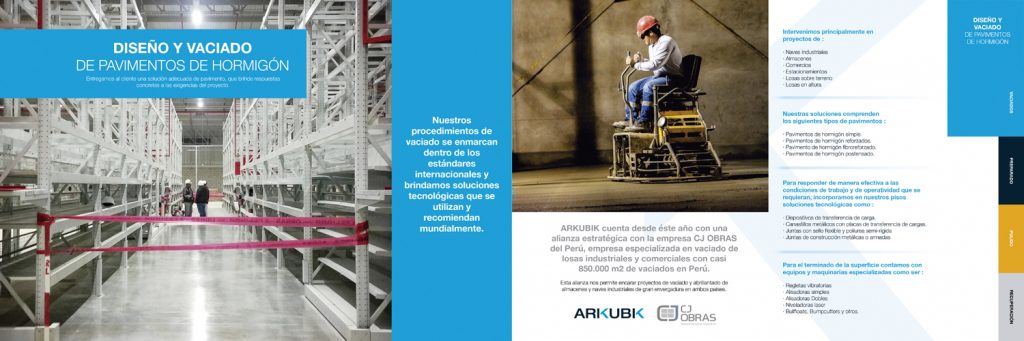 DISEÑO Y VACIADO
DE PAVIMENTOS DE HORMIGÓN
Entregamos al cliente una solución adecuada de pavimento, que brinde respuestas
concretas a las exigencias del proyecto.
Nuestros
procedimientos de
vaciado se enmarcan
dentro de los
estándares
internacionales y
brindamos soluciones
tecnológicas que se
utilizan y
recomiendan
mundialmente.
ARKUBIK cuenta desde éste año con una
alianza estratégica con la empresa CJ OBRAS
del Perú, empresa especializada en vaciado de
losas industriales y comerciales con casi
850.000 m2 de vaciados en Perú.
Esta alianza nos permite encarar proyectos de vaciado y abrillantado de
almacenes y naves industriales de gran envergadura en ambos países.
ARKUBIK
CJ
OBRAS
Intervenimos principalmente en
proyectos de :
· Naves Industriales
· Almacenes
· Comercios
· Estacionamientos
· Losas sobre terreno
· Losas en altura
Nuestras soluciones comprenden
los siguientes tipos de pavimentos :
· Pavimentos de hormigón simple.
· Pavimentos de hormigón reforzados.
· Pavimento de hormigón fibroreforzado.
· Pavimentos de hormigón postensado.
Para responder de manera efectiva a las
condiciones de trabajo y de operatividad que se
requieran, incorporamos en nuestros pisos
soluciones tecnológicas como :
· Dispositivos de transferencia de carga.
· Canastillos metálicos con placas de transferencia de cargas.
· Juntas con sello flexible y poliurea semi-rígida
· Juntas de construcción metálicas o armadas.
Para el terminado de la superficie contamos con
equipos y maquinarias especializadas como ser :
· Regletas vibratorias
· Alisadoras simples
· Alisadoras Dobles
· Niveladoras laser
· Bullfloats, Bumpcutters y otros.
DISEÑO Y
VACIADO
DE PAVIMENTOS
DE HORMIGÓN
VACIADOS
PREPARADO
PULIDO
RECUPERACIÓN